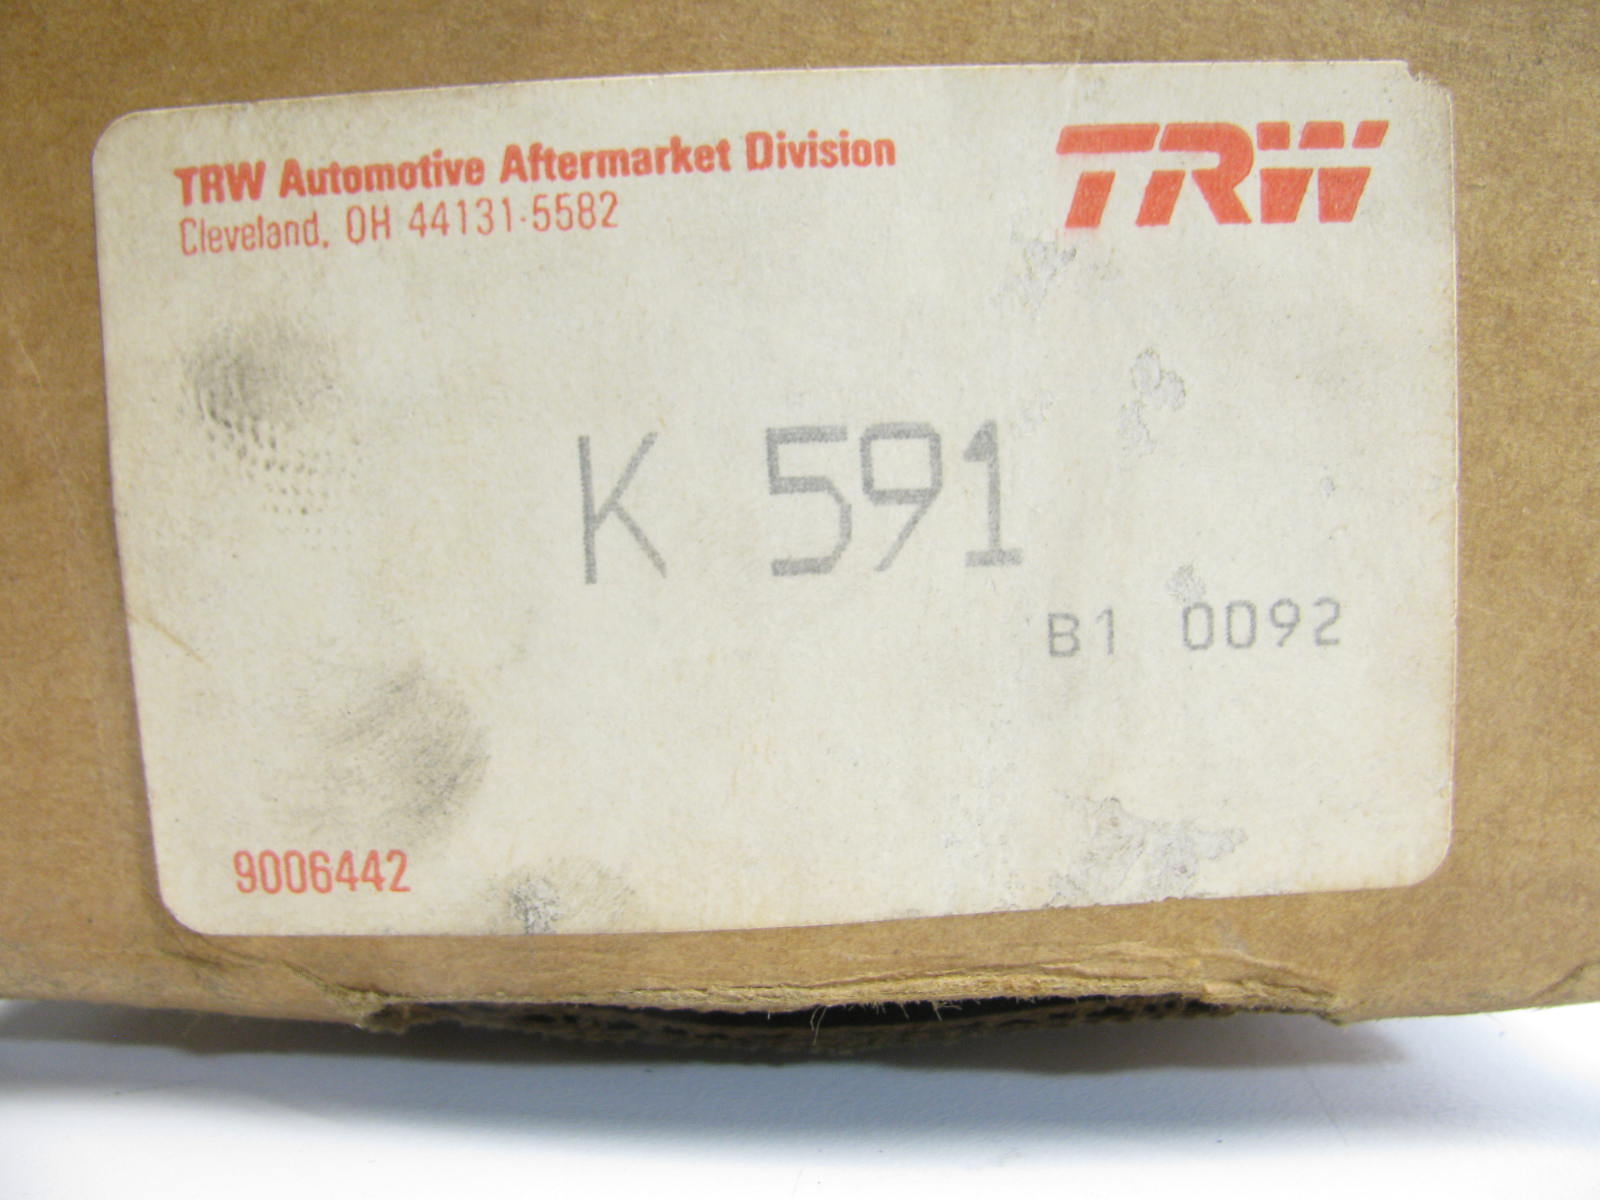 TRW Automotive Aftermarket Division
Cleveland, OH 44131-5582
TRW
K 591
B1 0092
9006442